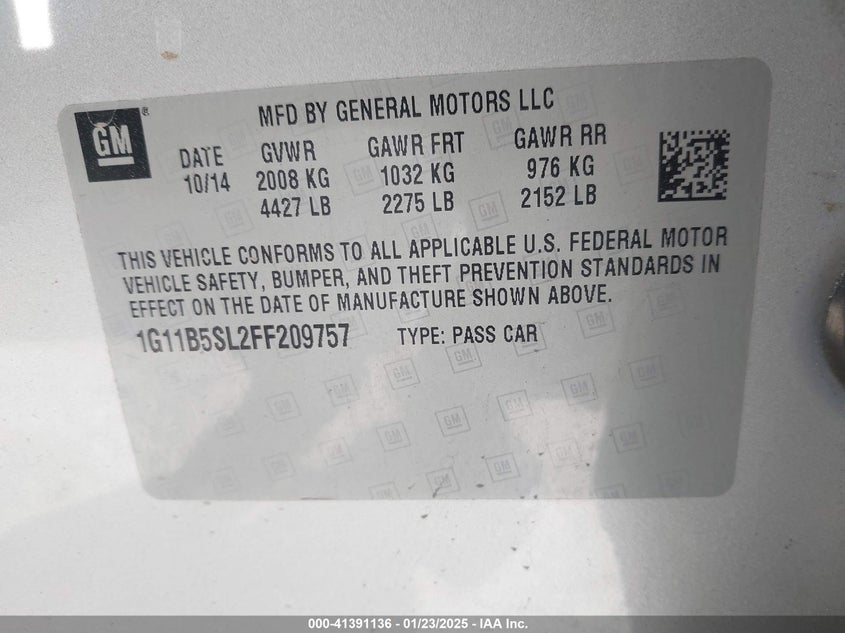 GM
MFD BY GENERAL MOTORS LLC
DATE GVWR GAWR FRT GAWR RR
10/14 2008 KG 1032 KG 976 KG
4427 LB 2275 LB 2152 LB
THIS VEHICLE CONFORMS TO ALL APPLICABLE U.S. FEDERAL MOTOR
VEHICLE SAFETY, BUMPER, AND THEFT PREVENTION STANDARDS IN
EFFECT ON THE DATE OF MANUFACTURE SHOWN ABOVE.
1G11B5SL2FF209757 TYPE: PASS CAR
000-41391136 - 01/23/2025 - IAA Inc.